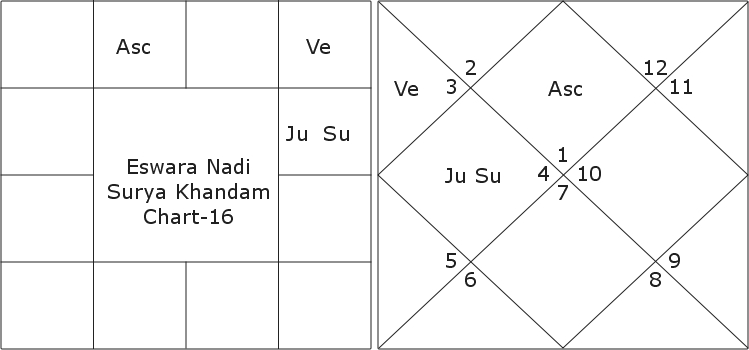 Asc
Ve
Ju Su
Eswara Nadi
Surya Khandam
Chart-16
2
12
Ve
3
Asc
11
1
Ju Su
4
10
7
5
9
6
8